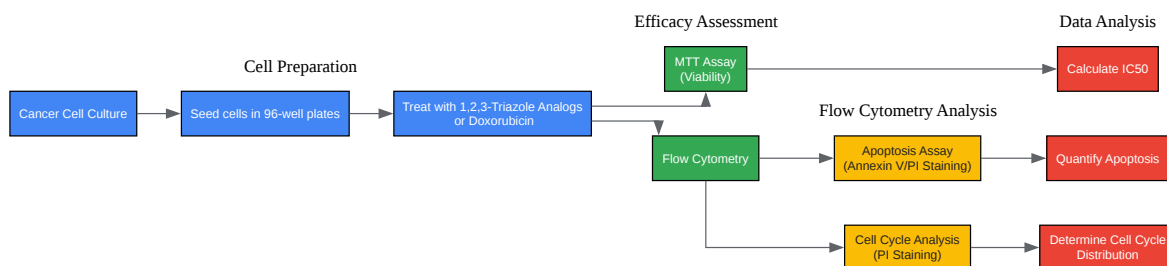 Efficacy Assessment
Data Analysis
Cell Preparation
MTT Assay
(Viability)
Calculate IC50
Cancer Cell Culture
Seed cells in 96-well plates
Treat with 1,2,3-Triazole Analogs
or Doxorubicin
Flow Cytometry Analysis
Flow Cytometry
Apoptosis Assay
(Annexin V/PI Staining)
Quantify Apoptosis
Cell Cycle Analysis
(PI Staining)
Determine Cell Cycle
Distribution